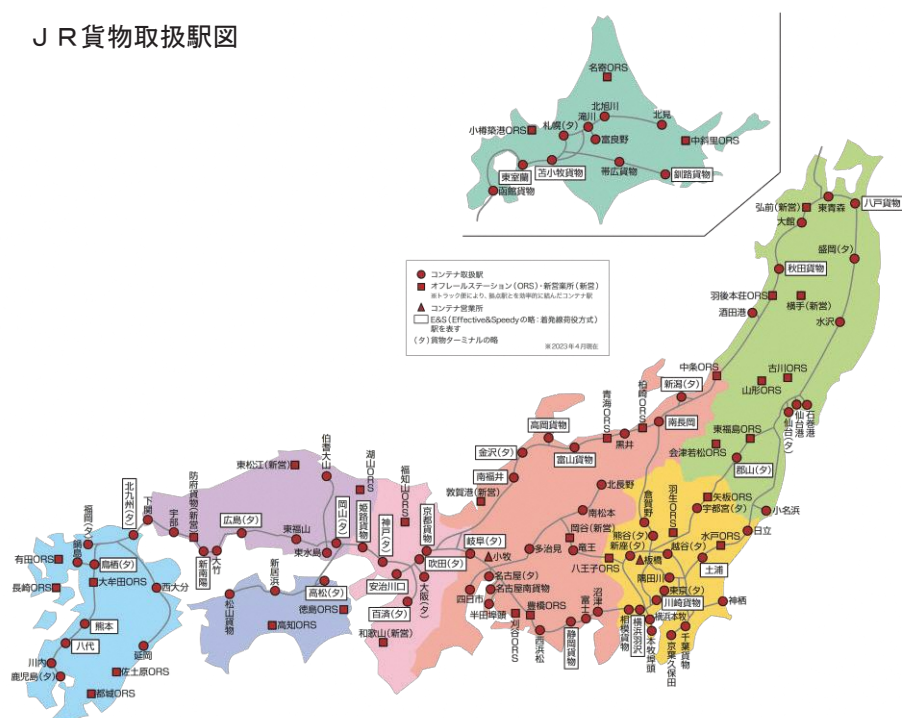 JR貨物取扱駅図
名寄ORS
北旭川
滝川
北見
札幌(タ)
小樽築港ORS
富良野
中斜里ORS
東室蘭
苫小牧貨物
帯広貨物
釧路貨物
函館貨物
コンテナ取扱駅
オフレールステーション(ORS)・新営業所(新営)
※トラック便により、拠点駅とを効率的に結んだコンテナ駅
コンテナ営業所
E&S(Effective&Speedyの略:着発線荷役方式)
駅を表す
(タ)貨物ターミナルの略
※2023年4月現在
東青森
八戸貨物
弘前(新営)
大館
盛岡(タ)
秋田貨物
羽後本荘ORS
横手(新営)
酒田港
水沢
中条ORS
古川ORS
山形ORS
石巻港
仙台港
仙台(タ)
東福島ORS
会津若松ORS
郡山(タ)
小名浜
新潟(タ)
南長岡
柏崎ORS
黒井
青海ORS
富山貨物
高岡貨物
金沢(タ)
南福井
敦賀港(新営)
北長野
南松本
岡谷(新営)
竜王
多治見
岐阜(タ)
小牧
名古屋(タ)
名古屋南貨物
半田埠頭
四日市
刈谷ORS
豊橋ORS
西浜松
静岡貨物
富士
沼津
倉賀野
熊谷(タ)
羽生ORS
矢板ORS
宇都宮(タ)
水戸ORS
日立
土浦
新座(タ)
越谷(タ)
板橋
八王子ORS
隅田川
東京(タ)
川崎貨物
神栖
横浜本牧
相模貨物
横浜羽沢
本牧埠頭
京葉久保田
千葉貨物
福知山ORS
京都貨物
吹田(タ)
大阪(タ)
神戸(タ)
安治川口
百済(タ)
和歌山(新営)
姫路貨物
湖山ORS
伯耆大山
東松江(新営)
岡山(タ)
東水島
東福山
広島(タ)
大竹
新南陽
防府貨物(新営)
宇部
下関
高松(タ)
徳島ORS
新居浜
高知ORS
松山貨物
北九州(タ)
福岡(タ)
鍋島
有田ORS
鳥栖(タ)
長崎ORS
大牟田ORS
西大分
熊本
八代
延岡
川内
鹿児島(タ)
佐土原ORS
都城ORS